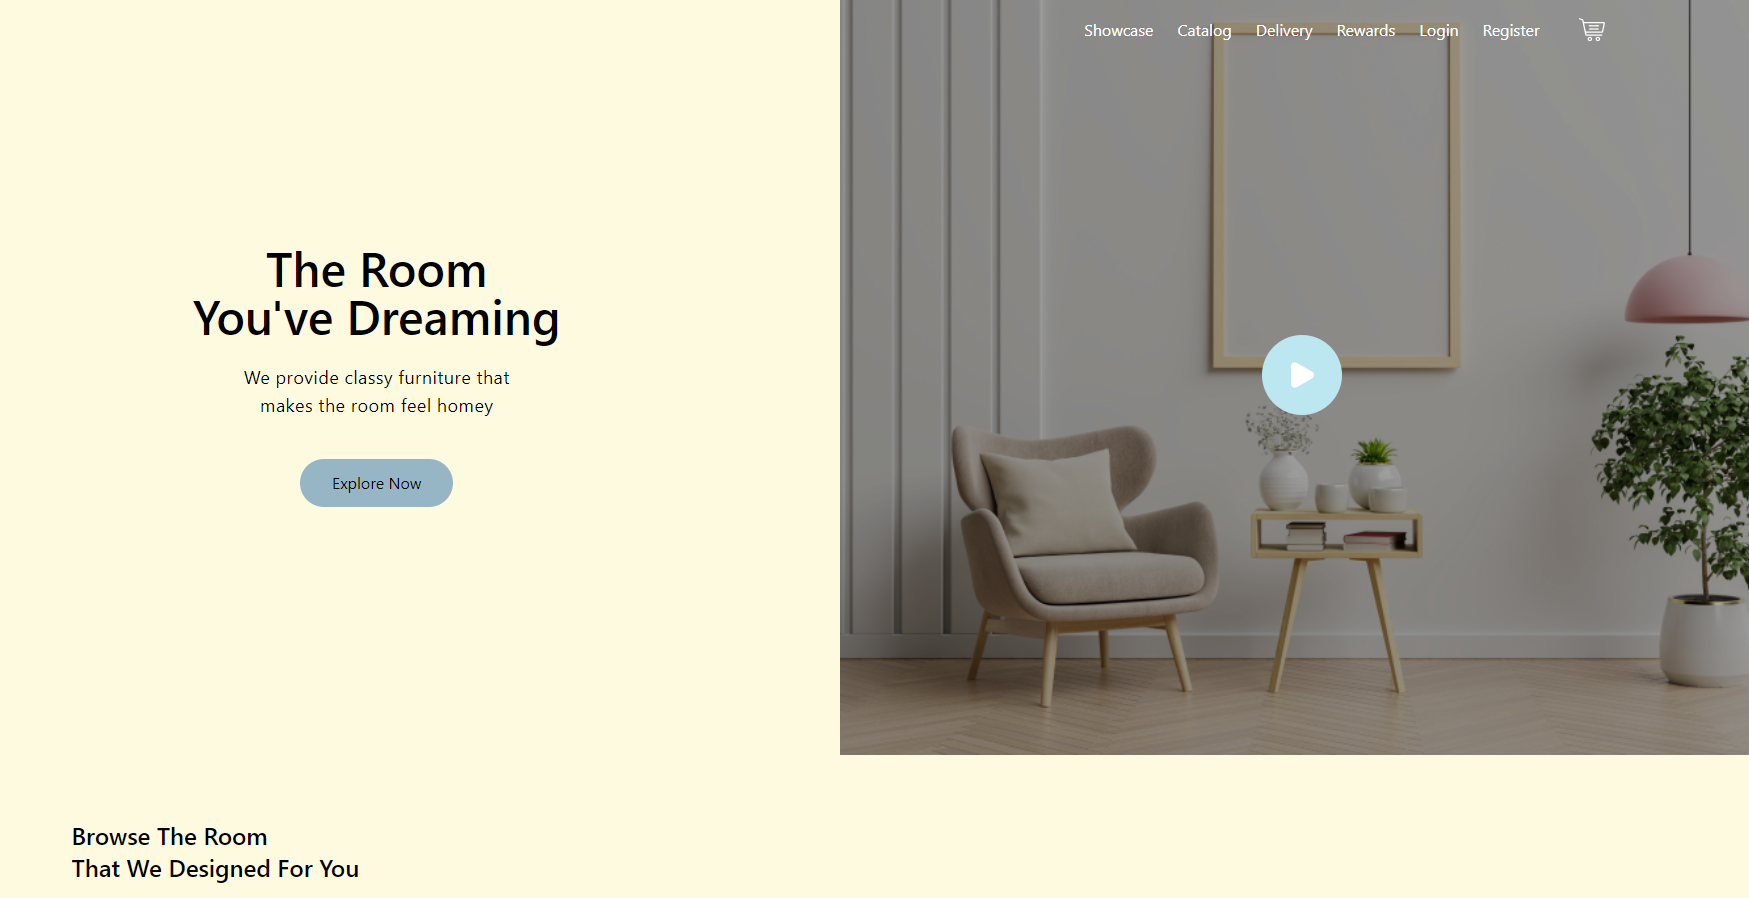 Showcase Catalog Delivery Rewards Login Register
The Room
You've Dreaming
We provide classy furniture that
makes the room feel homey
Explore Now
Browse The Room
That We Designed For You